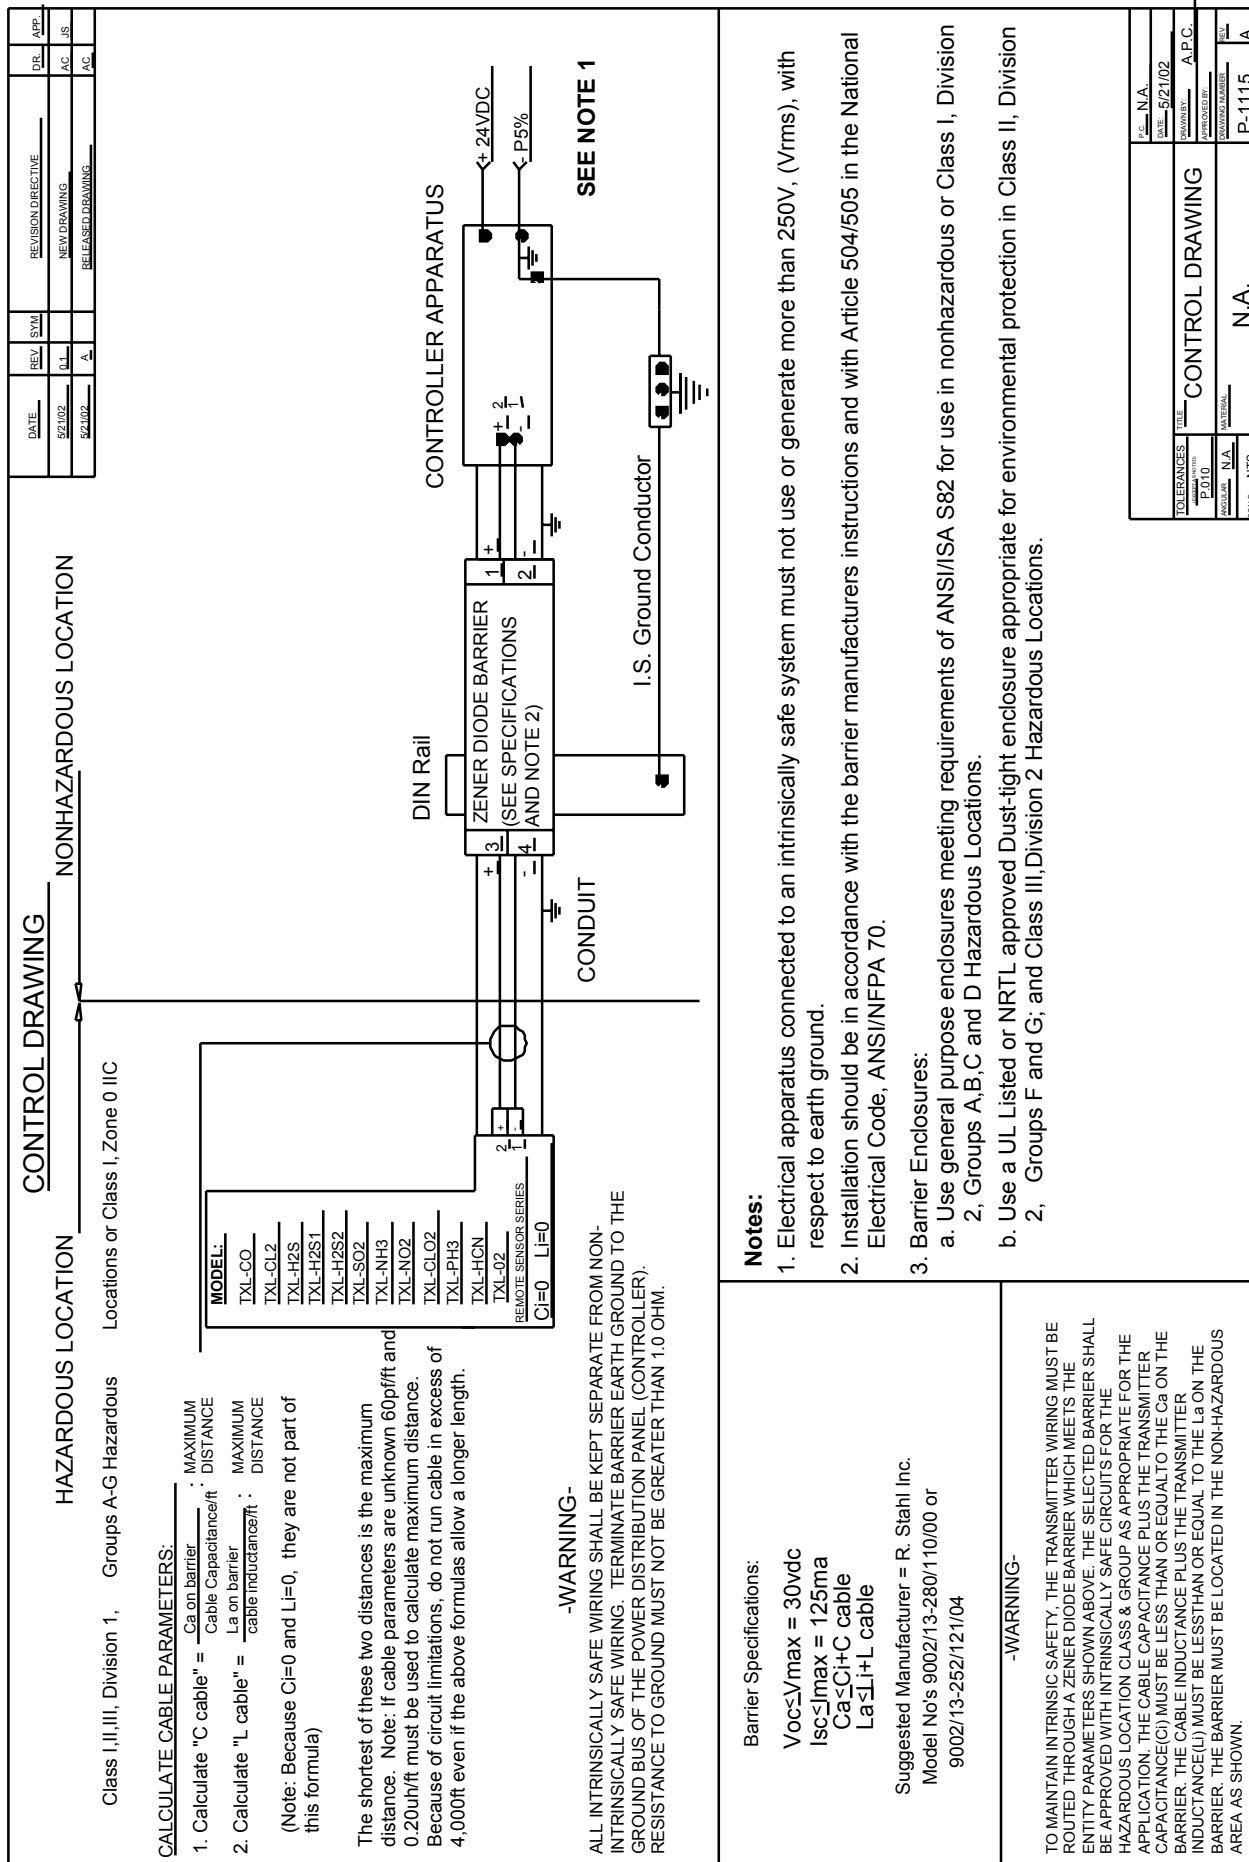 CONTROL DRAWING
HAZARDOUS LOCATION
NONHAZARDOUS LOCATION
DATE REV SYM REVISION DIRECTIVE DR. APP.
5/21/02 0.1 NEW DRAWING AC JS
5/21/02 A RELEASED DRAWING AC
Class I,II,III, Division 1, Groups A-G Hazardous Locations or Class I, Zone 0 IIC
CALCULATE CABLE PARAMETERS:
1. Calculate "C cable" = Ca on barrier : MAXIMUM
Cable Capacitance/ft DISTANCE
2. Calculate "L cable" = La on barrier : MAXIMUM
cable inductance/ft DISTANCE
(Note: Because Ci=0 and Li=0, they are not part of
this formula)
The shortest of these two distances is the maximum
distance. Note: If cable parameters are unknown 60pf/ft and
0.20uh/ft must be used to calculate maximum distance.
Because of circuit limitations, do not run cable in excess of
4,000ft even if the above formulas allow a longer length.
-WARNING-
ALL INTRINSICALLY SAFE WIRING SHALL BE KEPT SEPARATE FROM NON-
INTRINSICALLY SAFE WIRING. TERMINATE BARRIER EARTH GROUND TO THE
GROUND BUS OF THE POWER DISTRIBUTION PANEL (CONTROLLER).
RESISTANCE TO GROUND MUST NOT BE GREATER THAN 1.0 OHM.
MODEL:
TXL-CO
TXL-CL2
TXL-H2S
TXL-H2S1
TXL-H2S2
TXL-SO2
TXL-NH3
TXL-NO2
TXL-CLO2
TXL-PH3
TXL-HCN
TXL-02
REMOTE SENSOR SERIES
Ci=0 Li=0
2 +
1 -
CONDUIT
DIN Rail
+ 3
- 4
ZENER DIODE BARRIER
(SEE SPECIFICATIONS
AND NOTE 2)
1 +
2 -
I.S. Ground Conductor
CONTROLLER APPARATUS
+ 2
- 1
+ 24VDC
- P5%
SEE NOTE 1
Barrier Specifications:
Voc≤Vmax = 30vdc
Isc≤Imax = 125ma
Ca≤Ci+C cable
La≤Li+L cable
Suggested Manufacturer = R. Stahl Inc.
Model No's 9002/13-280/110/00 or
9002/13-252/121/04
-WARNING-
TO MAINTAIN INTRINSIC SAFETY, THE TRANSMITTER WIRING MUST BE
ROUTED THROUGH A ZENER DIODE BARRIER WHICH MEETS THE
ENTITY PARAMETERS SHOWN ABOVE. THE SELECTED BARRIER SHALL
BE APPROVED WITH INTRINSICALLY SAFE CIRCUITS FOR THE
HAZARDOUS LOCATION CLASS & GROUP AS APPROPRIATE FOR THE
APPLICATION. THE CABLE CAPACITANCE PLUS THE TRANSMITTER
CAPACITANCE(Ci) MUST BE LESS THAN OR EQUALTO THE Ca ON THE
BARRIER. THE CABLE INDUCTANCE PLUS THE TRANSMITTER
INDUCTANCE(Li) MUST BE LESSTHAN OR EQUAL TO THE La ON THE
BARRIER. THE BARRIER MUST BE LOCATED IN THE NON-HAZARDOUS
AREA AS SHOWN.
Notes:
1. Electrical apparatus connected to an intrinsically safe system must not use or generate more than 250V, (Vrms), with
respect to earth ground.
2. Installation should be in accordance with the barrier manufacturers instructions and with Article 504/505 in the National
Electrical Code, ANSI/NFPA 70.
3. Barrier Enclosures:
a. Use general purpose enclosures meeting requirements of ANSI/ISA S82 for use in nonhazardous or Class I, Division
2, Groups A,B,C and D Hazardous Locations.
b. Use a UL Listed or NRTL approved Dust-tight enclosure appropriate for environmental protection in Class II, Division
2, Groups F and G; and Class III,Division 2 Hazardous Locations.
P.C. N.A.
DATE: 5/21/02
TOLERANCES
P.010
ANGULAR N.A
TITLE CONTROL DRAWING
MATERIAL N.A.
DRAWN BY: A.P.C.
APPROVED BY:
DRAWING NUMBER P-1115
REV A